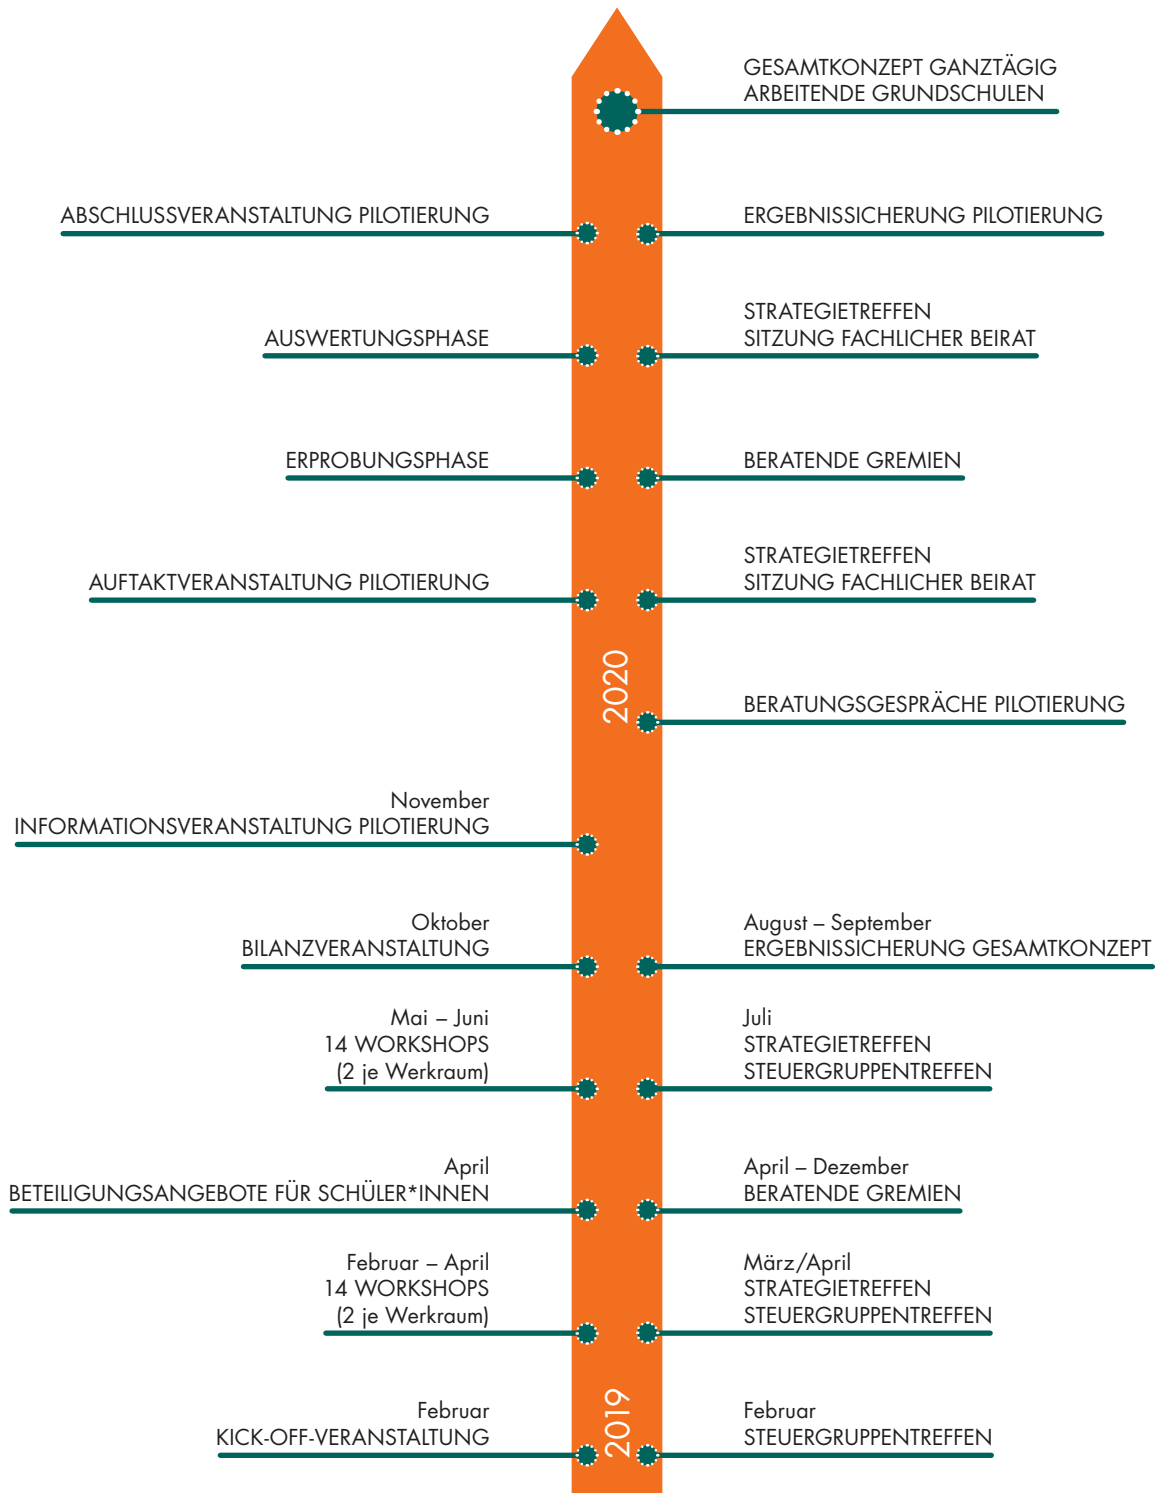 GESAMTKONZEPT GANZTÄGIG
ARBEITENDE GRUNDSCHULEN
ABSCHLUSSVERANSTALTUNG PILOTIERUNG
ERGEBNISSICHERUNG PILOTIERUNG
AUSWERTUNGSPHASE
STRATEGIETREFFEN
SITZUNG FACHLICHER BEIRAT
ERPROBUNGSPHASE
BERATENDE GREMIEN
AUFTAKTVERANSTALTUNG PILOTIERUNG
STRATEGIETREFFEN
SITZUNG FACHLICHER BEIRAT
2020
BERATUNGSGESPRÄCHE PILOTIERUNG
November
INFORMATIONSVERANSTALTUNG PILOTIERUNG
Oktober
BILANZVERANSTALTUNG
August – September
ERGEBNISSICHERUNG GESAMTKONZEPT
Mai – Juni
14 WORKSHOPS
(2 je Werkraum)
Juli
STRATEGIETREFFEN
STEUERGRUPPENTREFFEN
April
BETEILIGUNGSANGEBOTE FÜR SCHÜLER*INNEN
April – Dezember
BERATENDE GREMIEN
Februar – April
14 WORKSHOPS
(2 je Werkraum)
März/April
STRATEGIETREFFEN
STEUERGRUPPENTREFFEN
2019
Februar
KICK-OFF-VERANSTALTUNG
Februar
STEUERGRUPPENTREFFEN